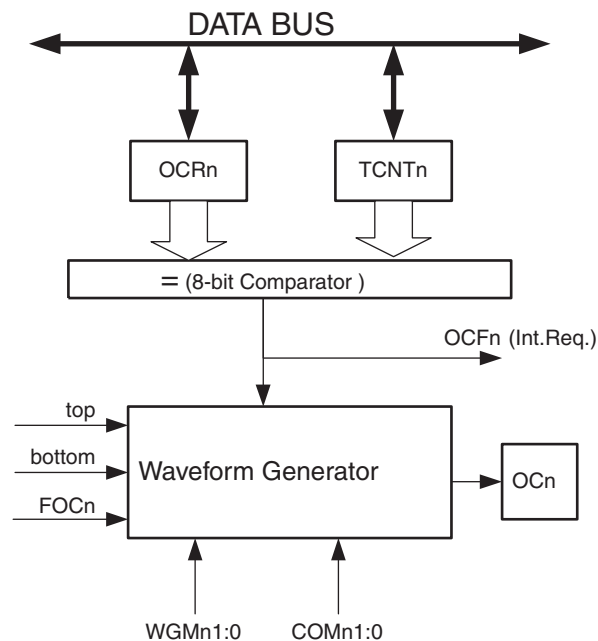 DATA BUS
OCRn
TCNTn
= (8-bit Comparator )
OCFn (Int.Req.)
top
bottom
FOCn
Waveform Generator
OCn
WGMn1:0
COMn1:0